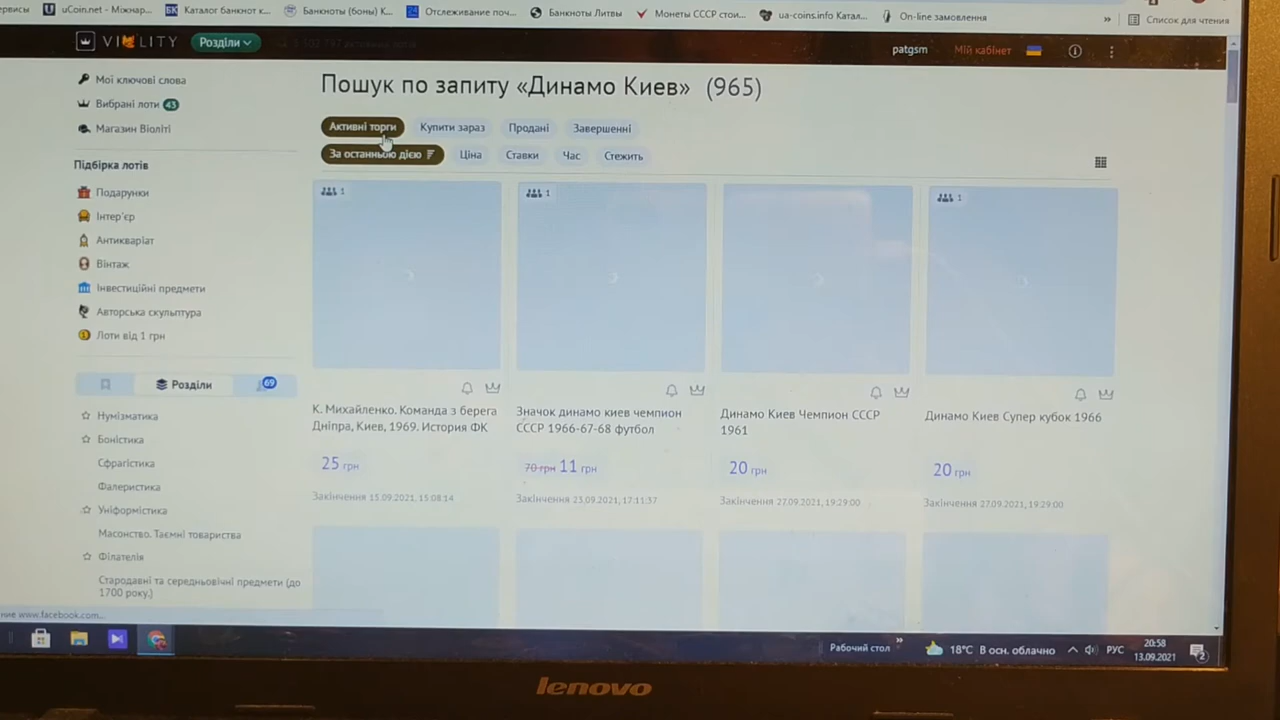 uCoin.net - Мокнар...
Каталог банкнот к...
Банкноты (боны) К...
Отслеживание поч...
Банкноты Литвы
Монеты СССР стои...
ua-coins.info Катал...
On-line замовлення
»
Список для чтения
VIOLITY
Розділи
patgsm
Мій кабінет
Мої ключові слова
Вибрані лоти 43
Магазин Віоліті
Підбірка лотів
Подарунки
Інтер'єр
Антикваріат
Вінтаж
Інвестиційні предмети
Авторська скульптура
Лоти від 1 грн
Розділи
69
Нумізматика
Боністика
Сфрагістика
Фалеристика
Уніформістика
Масонство. Таємні товариства
Філателія
Стародавні та середньовічні предмети (до
1700 року.)
Пошук по запиту «Динамо Киев» (965)
Активні торги
Купити зараз
Продані
Завершенні
За останньою дією
Ціна
Ставки
Час
Стежить
1
1
1
К. Михайленко. Команда з берега
Дніпра, Киев, 1969. История ФК
25 грн
Закінчення 15.09.2021, 15:08:14
Значок динамо киев чемпион
СССР 1966-67-68 футбол
70 грн 11 грн
Закінчення 23.09.2021, 17:11:37
Динамо Киев Чемпион СССР
1961
20 грн
Закінчення 27.09.2021, 19:29:00
Динамо Киев Супер кубок 1966
20 грн
Закінчення 27.09.2021, 19:29:00
www.facebook.com...
Рабочий стол
»
18°C В осн. облачно
РУС
20:58
13.09.2021
2
lenovo